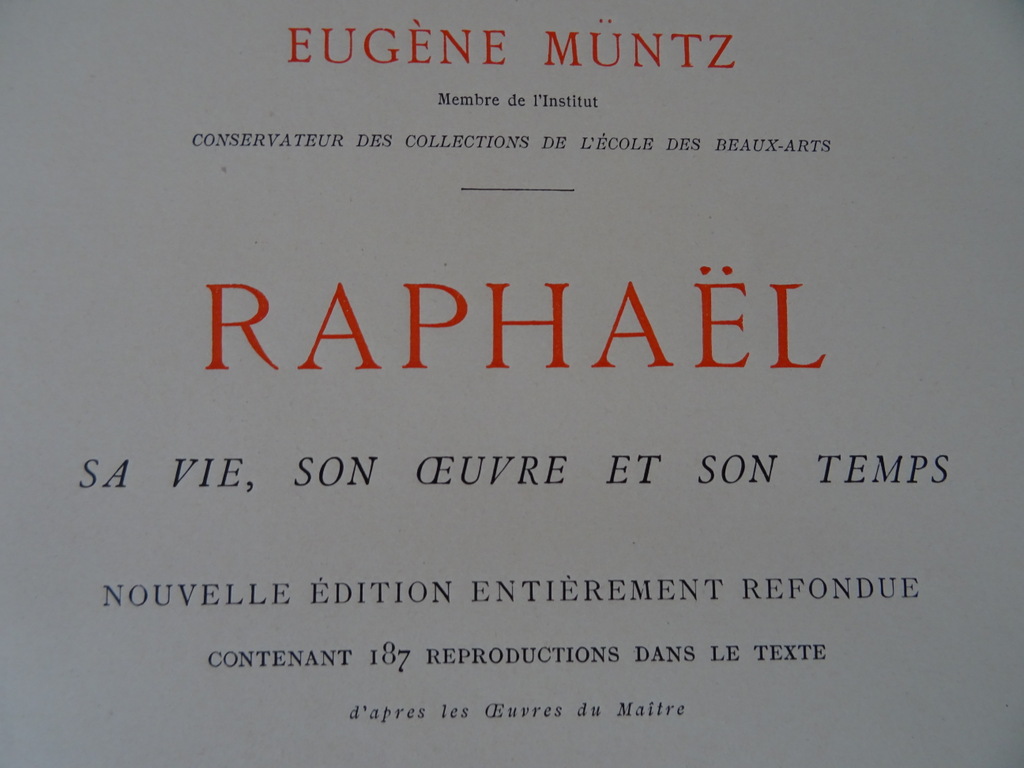 EUGÈNE MÜNTZ
Membre de l'Institut
CONSERVATEUR DES COLLECTIONS DE L'ÉCOLE DES BEAUX-ARTS
RAPHAËL
SA VIE, SON ŒUVRE ET SON TEMPS
NOUVELLE ÉDITION ENTIÈREMENT REFONDUE
CONTENANT 187 REPRODUCTIONS DANS LE TEXTE
d'apres les Œuvres du Maître